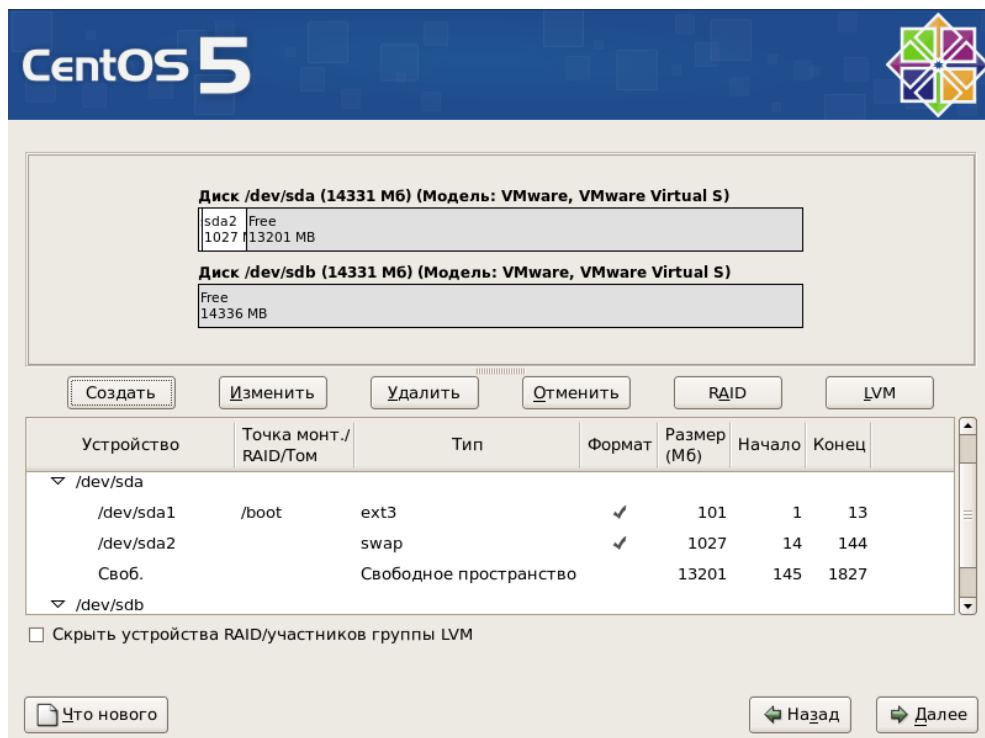 CentOS 5
Диск /dev/sda (14331 Мб) (Модель: VMware, VMware Virtual S)
sda2 Free
1027 M 13201 MB
Диск /dev/sdb (14331 Мб) (Модель: VMware, VMware Virtual S)
Free
14336 MB
Создать Изменить Удалить Отменить RAID LVM
Устройство Точка монт./ RAID/Том Тип Формат Размер (Мб) Начало Конец
/dev/sda
/dev/sda1 /boot ext3 ✓ 101 1 13
/dev/sda2 swap ✓ 1027 14 144
Своб. Свободное пространство 13201 145 1827
/dev/sdb
Скрыть устройства RAID/участников группы LVM
Что нового Назад Далее